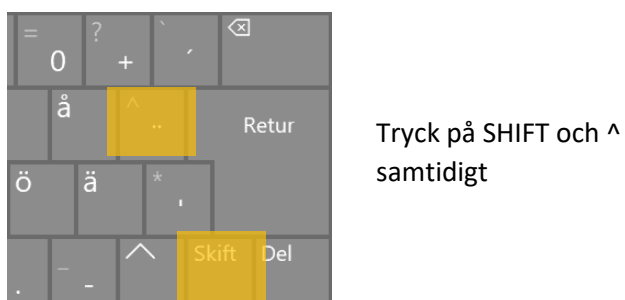 = ? `
0 + ´
å ^ ¨ Retur
Tryck på SHIFT och ^
samtidigt
ö ä * '
_ Skift Del
. -